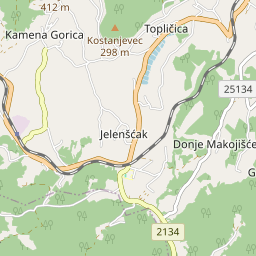 412 m
Topličica
Kamena Gorica
Kostanjevec
298 m
25134
Jelenščak
Donje Makojišće
G
2134